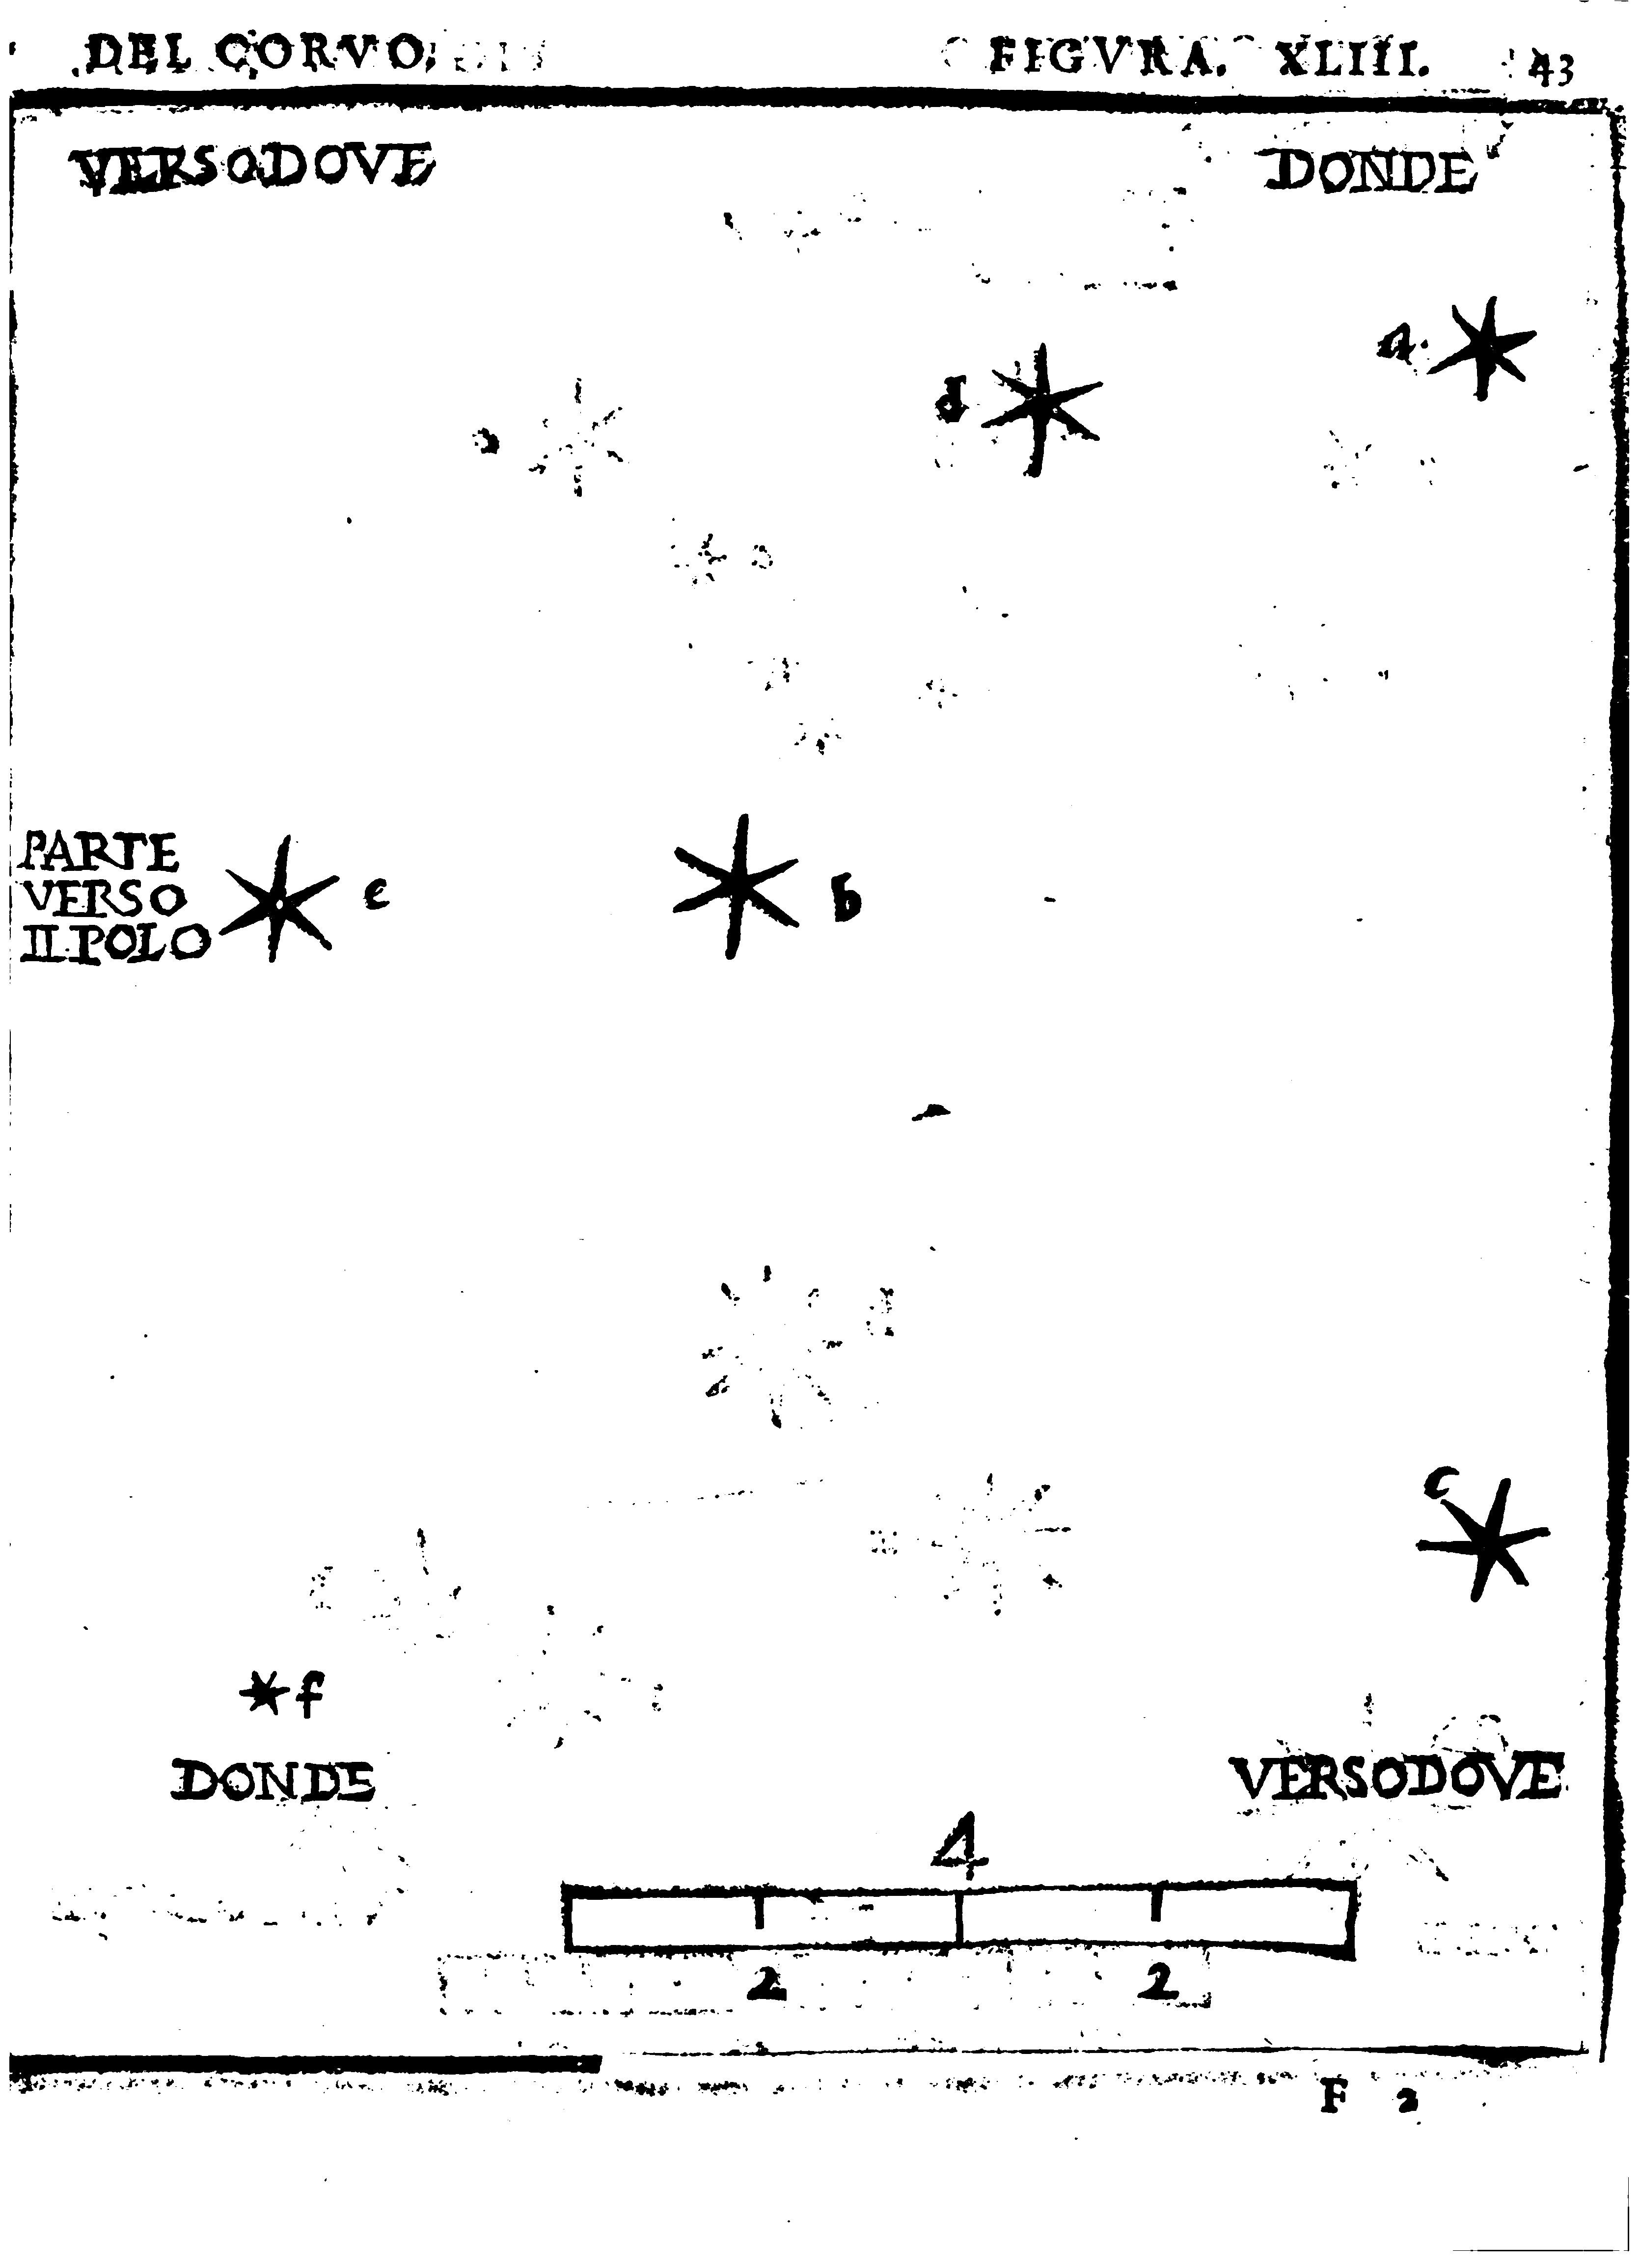 DEL CORVO. FIGVRA. XLIII. 43
VERSO DOVE DONDE
a.
d
PARTE
VERSO
IL POLO
e
b
c
f
DONDE VERSO DOVE
4
2 2
F 2